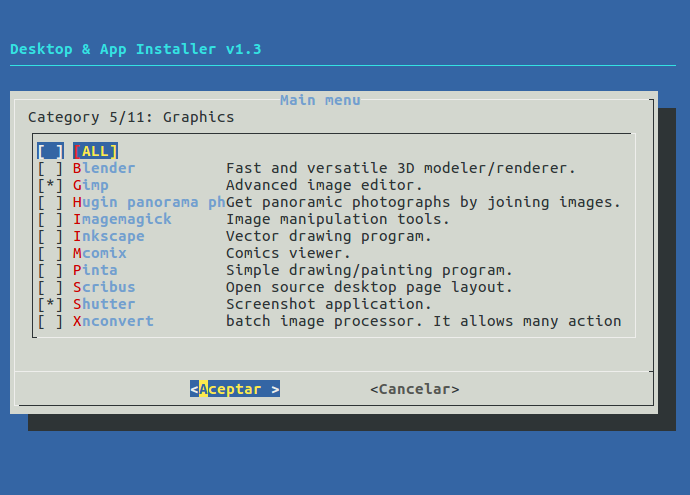 Desktop & App Installer v1.3
Main menu
Category 5/11: Graphics
[ ] [ALL]
[ ] Blender Fast and versatile 3D modeler/renderer.
[*] Gimp Advanced image editor.
[ ] Hugin panorama phGet panoramic photographs by joining images.
[ ] Imagemagick Image manipulation tools.
[ ] Inkscape Vector drawing program.
[ ] Mcomix Comics viewer.
[ ] Pinta Simple drawing/painting program.
[ ] Scribus Open source desktop page layout.
[*] Shutter Screenshot application.
[ ] Xnconvert batch image processor. It allows many action
<Aceptar > <Cancelar>